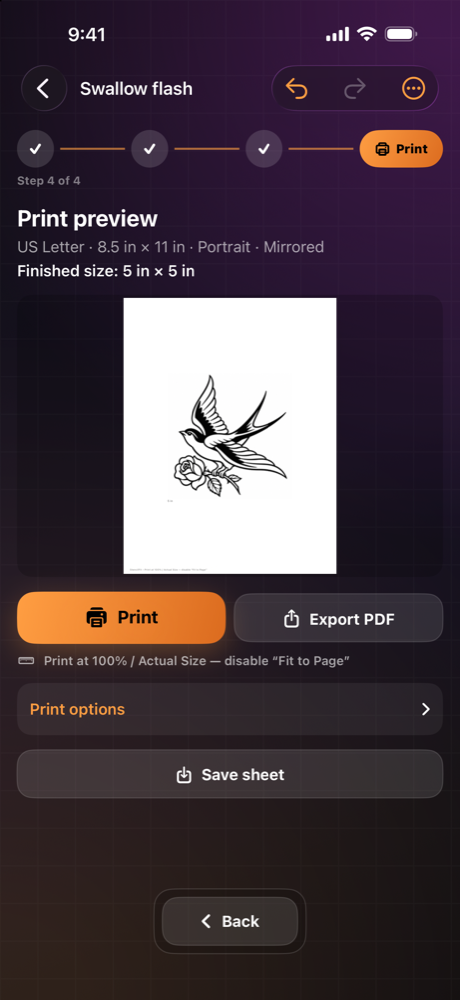 9:41
Swallow flash
Print
Step 4 of 4
Print preview
US Letter · 8.5 in × 11 in · Portrait · Mirrored
Finished size: 5 in × 5 in
Print
Export PDF
Print at 100% / Actual Size — disable “Fit to Page”
Print options
Save sheet
Back